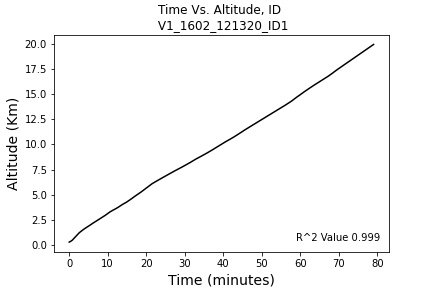 Time Vs. Altitude, ID
V1_1602_121320_ID1
20.0
17.5
15.0
12.5
10.0
7.5
5.0
2.5
0.0
Altitude (Km)
R^2 Value 0.999
0 10 20 30 40 50 60 70 80
Time (minutes)